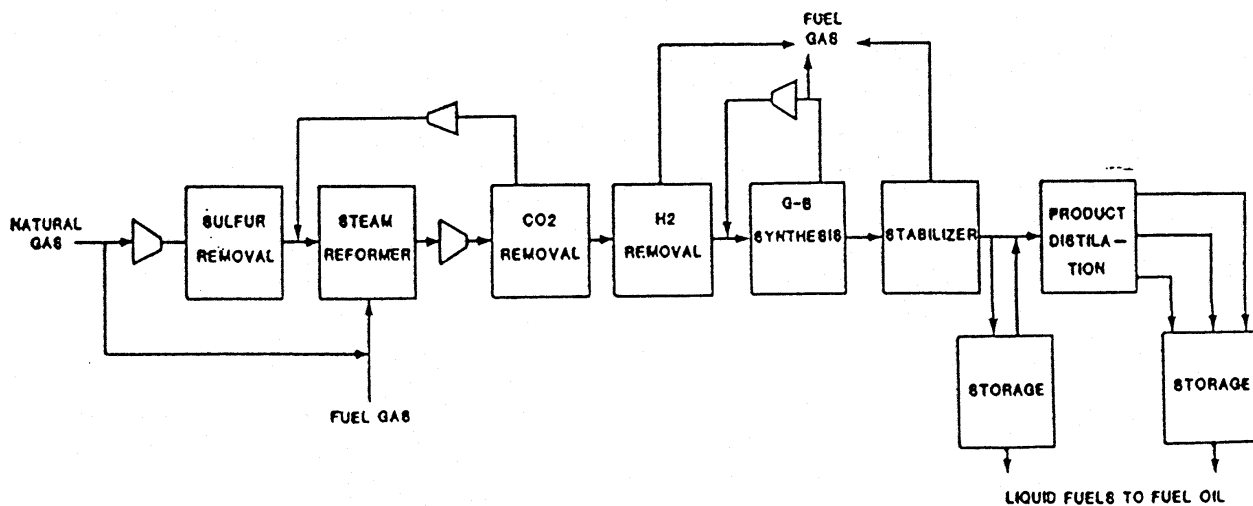 FUEL
GAS
NATURAL
GAS
SULFUR
REMOVAL
STEAM
REFORMER
CO2
REMOVAL
H2
REMOVAL
G-S
SYNTHESIS
STABILIZER
PRODUCT
DISTILA-
TION
STORAGE
STORAGE
FUEL GAS
LIQUID FUELS TO FUEL OIL